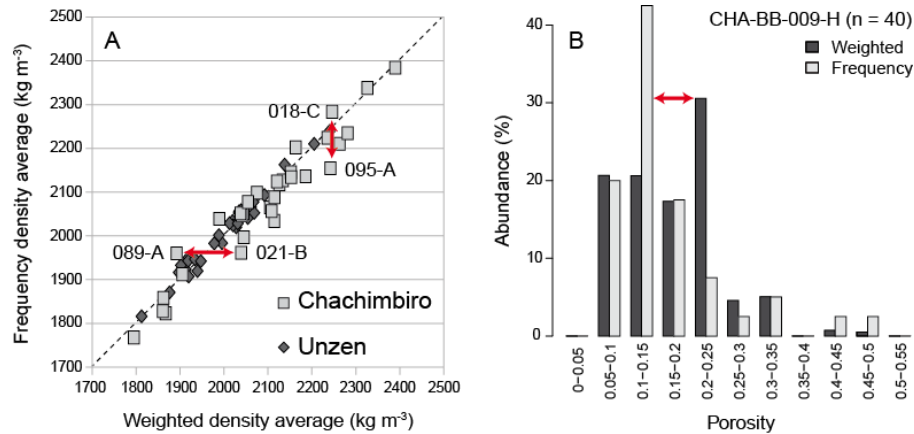 A
Frequency density average (kg m⁻³)
2500
2400
2300
2200
2100
2000
1900
1800
1700
018-C
095-A
089-A
021-B
Chachimbiro
Unzen
1700 1800 1900 2000 2100 2200 2300 2400 2500
Weighted density average (kg m⁻³)
B
CHA-BB-009-H (n = 40)
Weighted
Frequency
Abundance (%)
40
30
20
10
0
0–0.05
0.05–0.1
0.1–0.15
0.15–0.2
0.2–0.25
0.25–0.3
0.3–0.35
0.35–0.4
0.4–0.45
0.45–0.5
0.5–0.55
Porosity